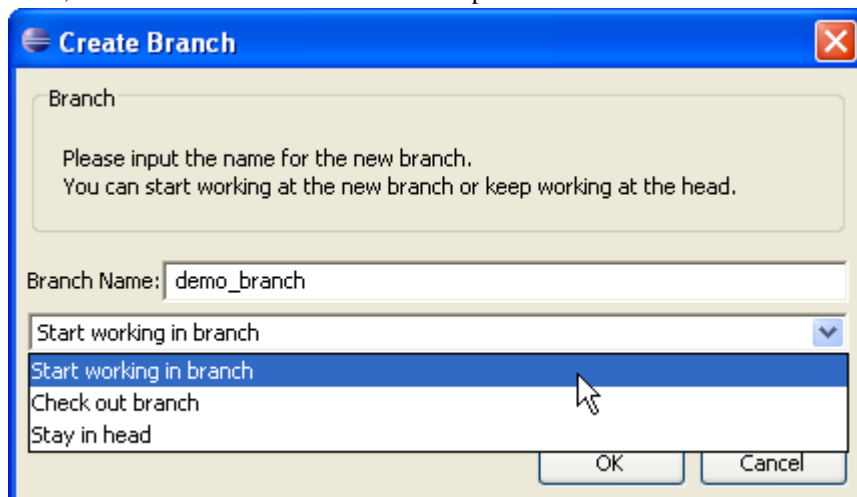 Create Branch
Branch
Please input the name for the new branch.
You can start working at the new branch or keep working at the head.
Branch Name: demo_branch
Start working in branch
Start working in branch
Check out branch
Stay in head
OK Cancel